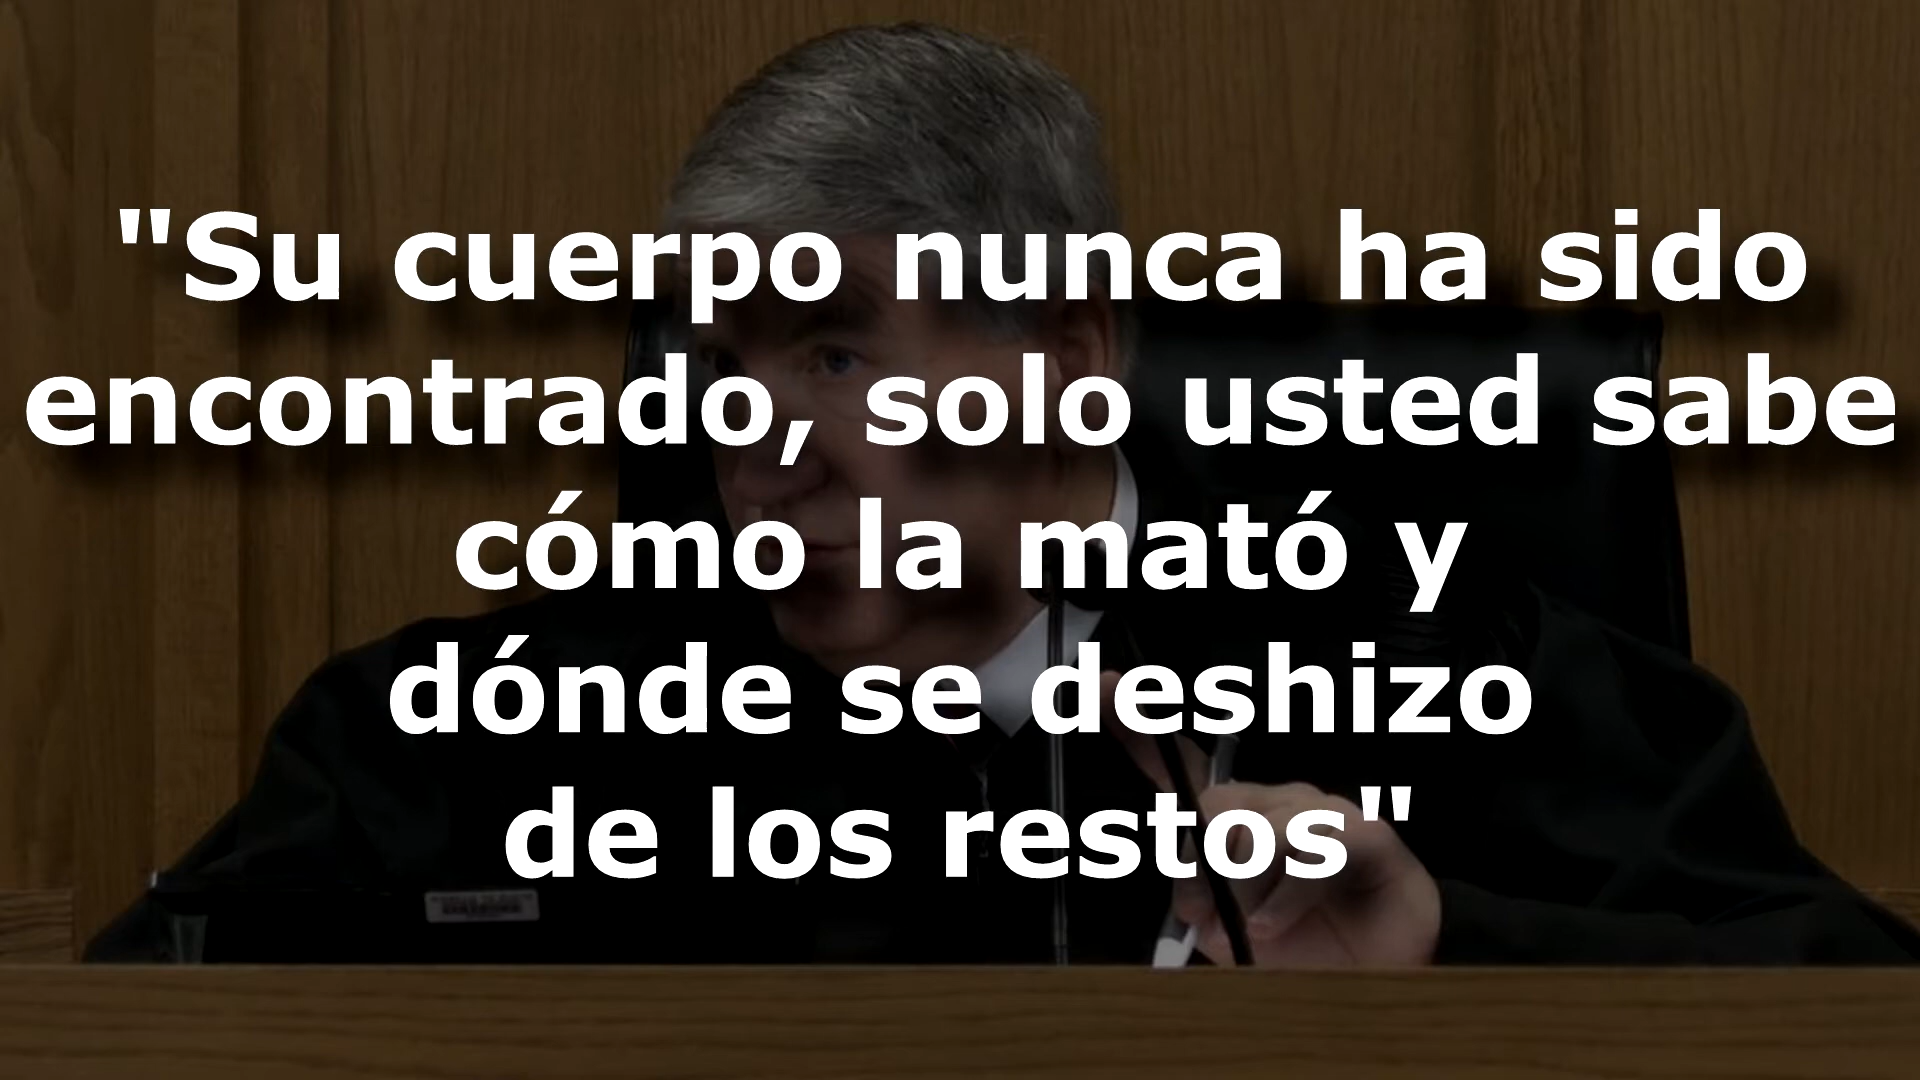 "Su cuerpo nunca ha sido
encontrado, solo usted sabe
cómo la mató y
dónde se deshizo
de los restos"